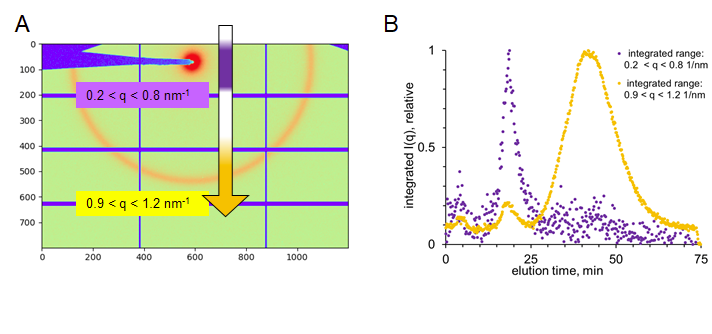 A
0
100
200
300
400
500
600
700
0
200
400
600
800
1000
0.2 < q < 0.8 nm⁻¹
0.9 < q < 1.2 nm⁻¹
B
integrated I(q), relative
1
0.5
0
0
25
50
75
elution time, min
integrated range:
0.2 < q < 0.8 1/nm
integrated range:
0.9 < q < 1.2 1/nm